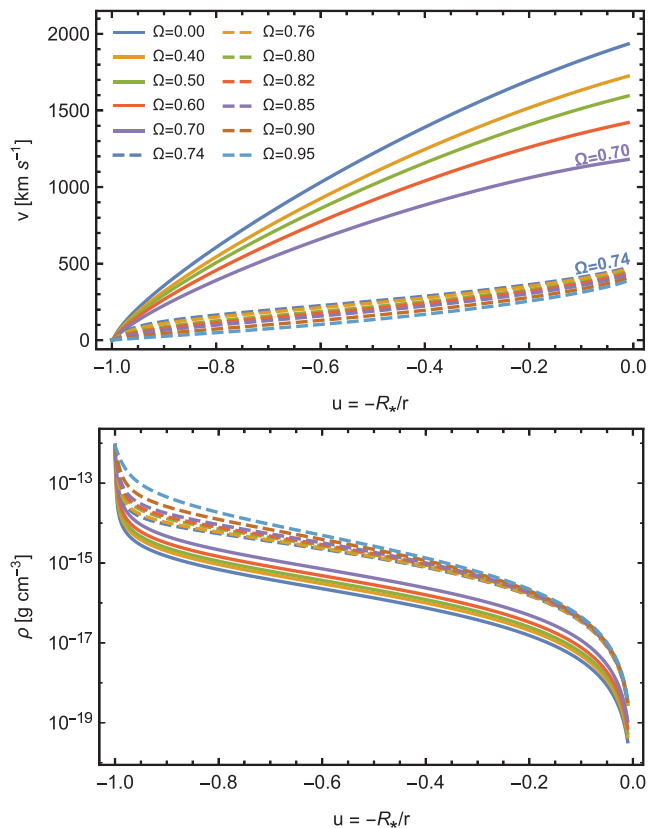 2000
1500
1000
500
0
v [km s⁻¹]
Ω=0.00
Ω=0.40
Ω=0.50
Ω=0.60
Ω=0.70
Ω=0.74
Ω=0.76
Ω=0.80
Ω=0.82
Ω=0.85
Ω=0.90
Ω=0.95
Ω=0.70
Ω=0.74
−1.0 −0.8 −0.6 −0.4 −0.2 0.0
u = −R*/r
10⁻¹³
10⁻¹⁵
10⁻¹⁷
10⁻¹⁹
ρ [g cm⁻³]
−1.0 −0.8 −0.6 −0.4 −0.2 0.0
u = −R*/r